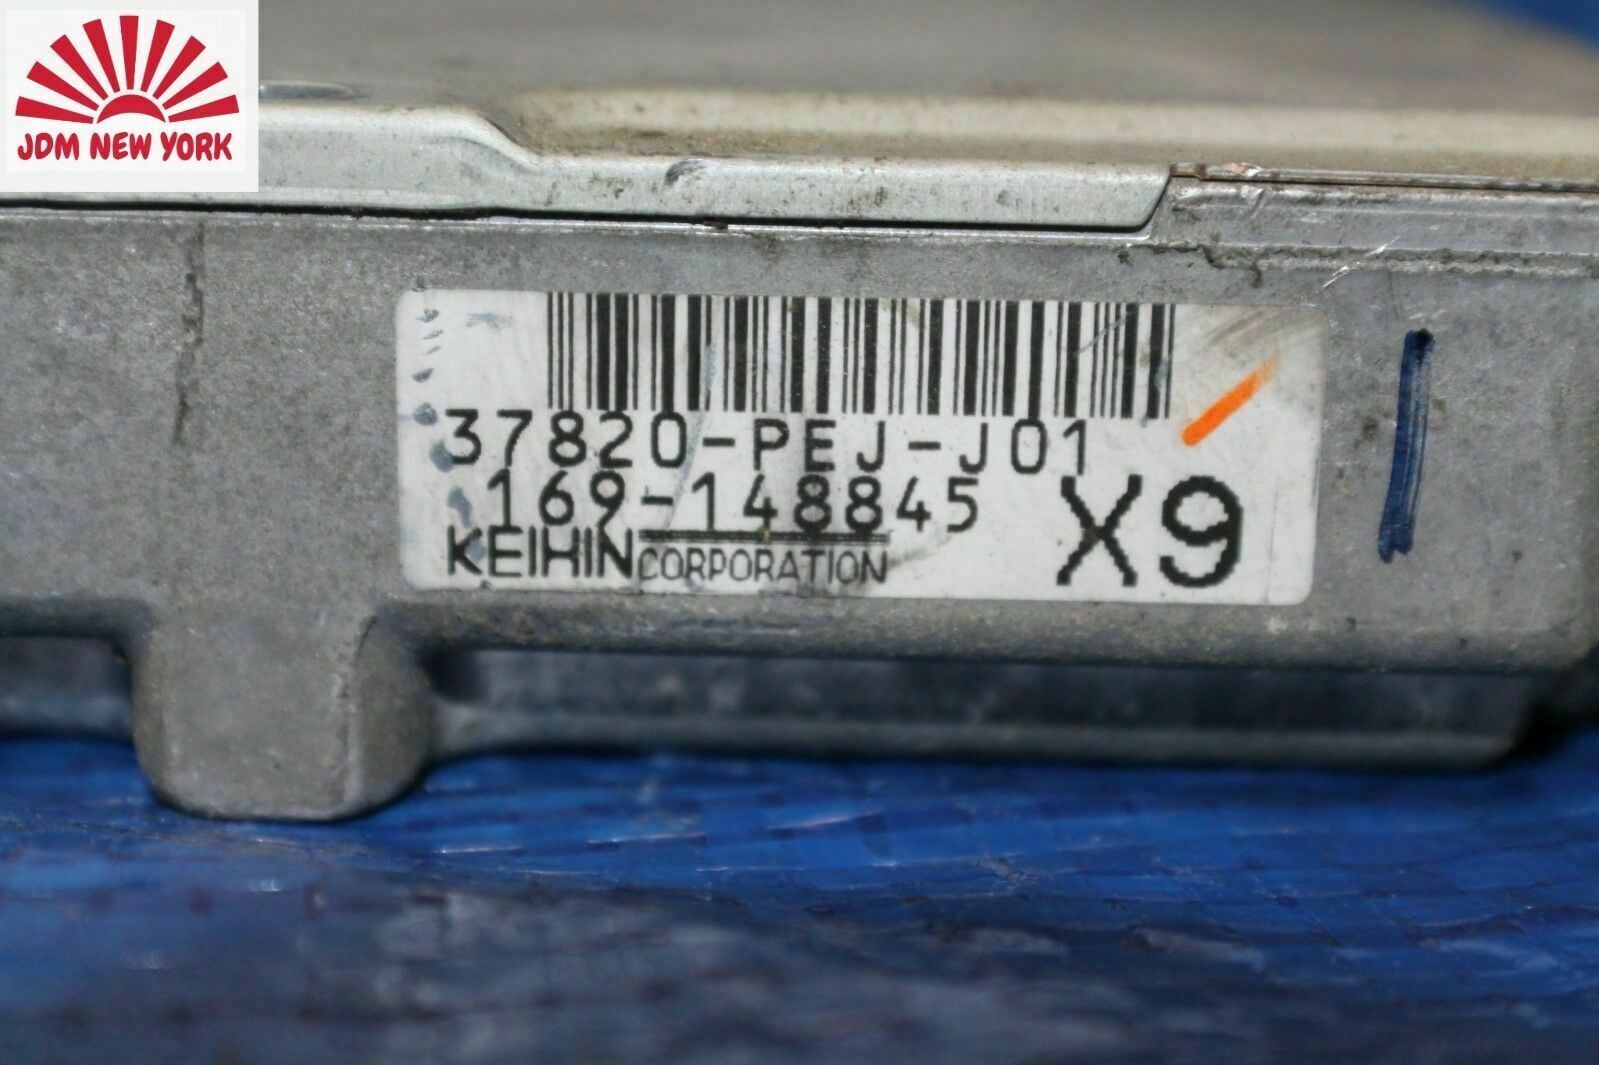 JDM NEW YORK
37820-PEJ-J01
169-148845
X9
KEIHIN CORPORATION